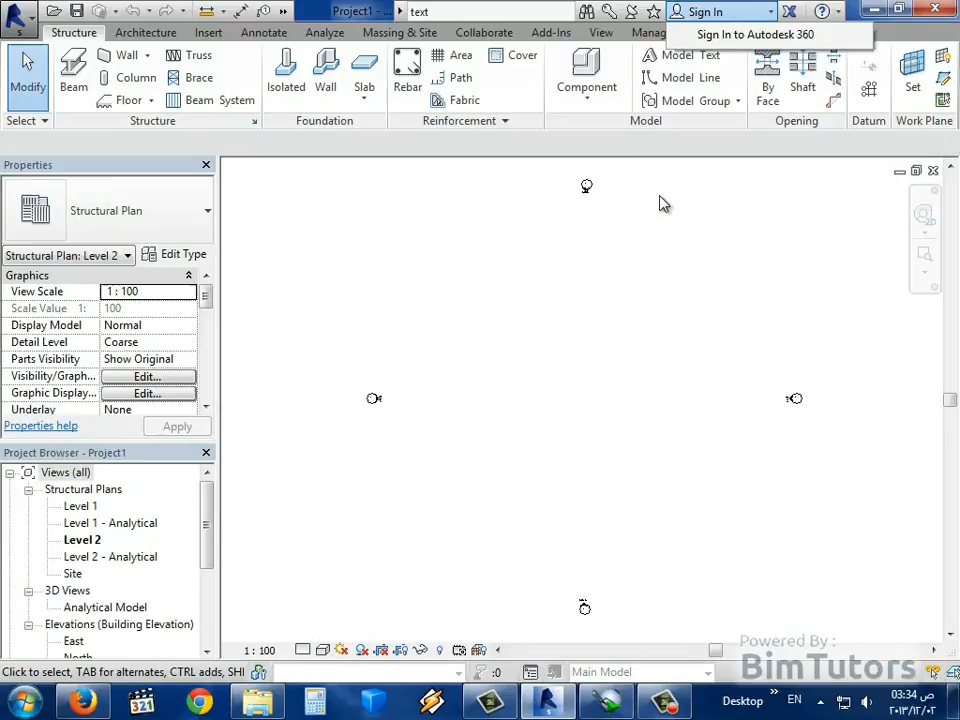 Project1 - ...
text
Sign In
Sign In to Autodesk 360
Structure
Architecture
Insert
Annotate
Analyze
Massing & Site
Collaborate
Add-Ins
View
Manag
Modify
Select
Beam
Wall
Column
Floor
Truss
Brace
Beam System
Structure
Isolated
Wall
Slab
Foundation
Rebar
Area
Path
Fabric
Cover
Reinforcement
Component
Model Text
Model Line
Model Group
Model
By
Face
Shaft
Opening
Datum
Set
Work Plane
Properties
Structural Plan
Structural Plan: Level 2
Edit Type
Graphics
View Scale
1 : 100
Scale Value 1:
100
Display Model
Normal
Detail Level
Coarse
Parts Visibility
Show Original
Visibility/Graph...
Edit...
Graphic Display...
Edit...
Underlay
None
Properties help
Apply
Project Browser - Project1
Views (all)
Structural Plans
Level 1
Level 1 - Analytical
Level 2
Level 2 - Analytical
Site
3D Views
Analytical Model
Elevations (Building Elevation)
East
North
2D
1 : 100
Powered By :
BimTutors
Click to select, TAB for alternates, CTRL adds, SHI
:0
Main Model
321
Desktop
EN
03:34 ص
٢٠١٣/١٢/٠٢